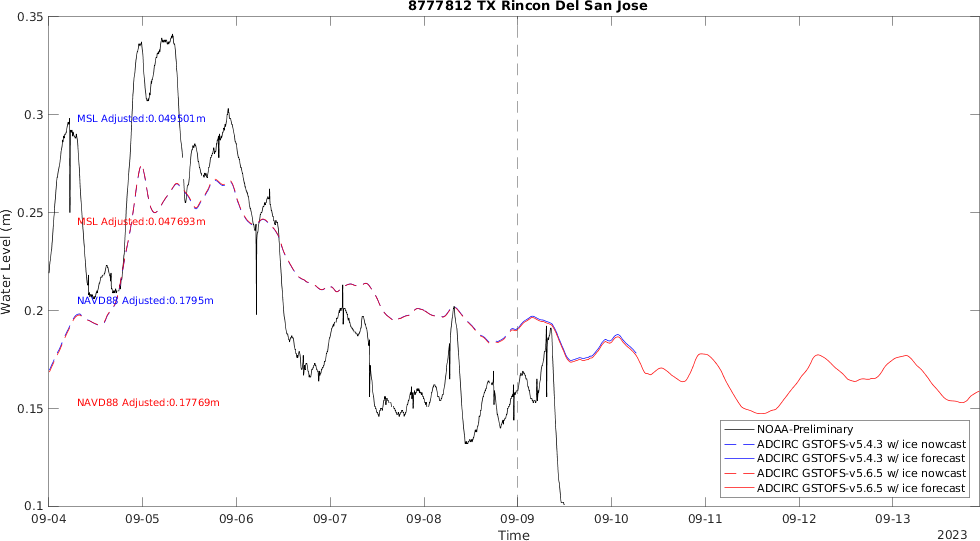 8777812 TX Rincon Del San Jose
0.35
0.3
0.25
0.2
0.15
0.1
Water Level (m)
MSL Adjusted:0.049501m
MSL Adjusted:0.047693m
NAVD88 Adjusted:0.1795m
NAVD88 Adjusted:0.17769m
NOAA-Preliminary
ADCIRC GSTOFS-v5.4.3 w/ ice nowcast
ADCIRC GSTOFS-v5.4.3 w/ ice forecast
ADCIRC GSTOFS-v5.6.5 w/ ice nowcast
ADCIRC GSTOFS-v5.6.5 w/ ice forecast
09-04 09-05 09-06 09-07 09-08 09-09 09-10 09-11 09-12 09-13
Time
2023